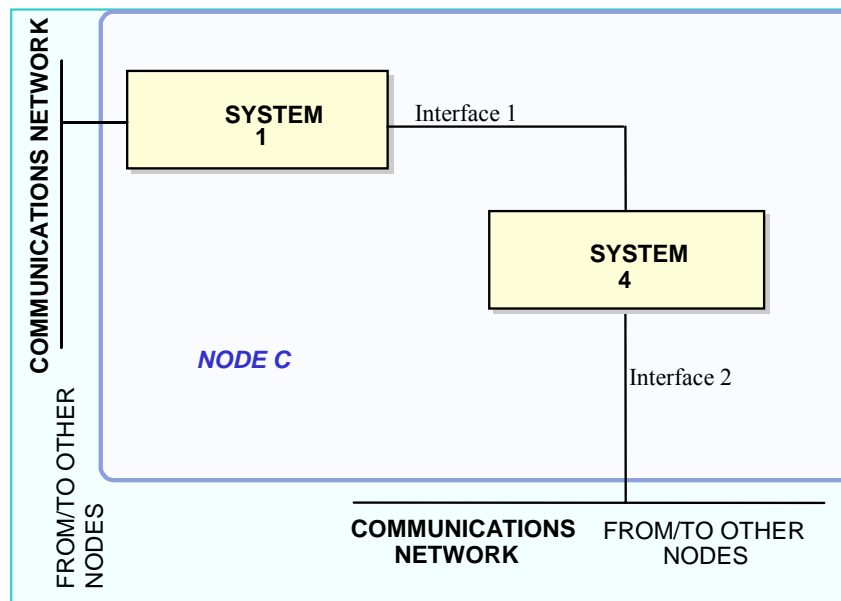 COMMUNICATIONS NETWORK
FROM/TO OTHER
NODES
SYSTEM
1
Interface 1
SYSTEM
4
NODE C
Interface 2
COMMUNICATIONS
NETWORK
FROM/TO OTHER
NODES